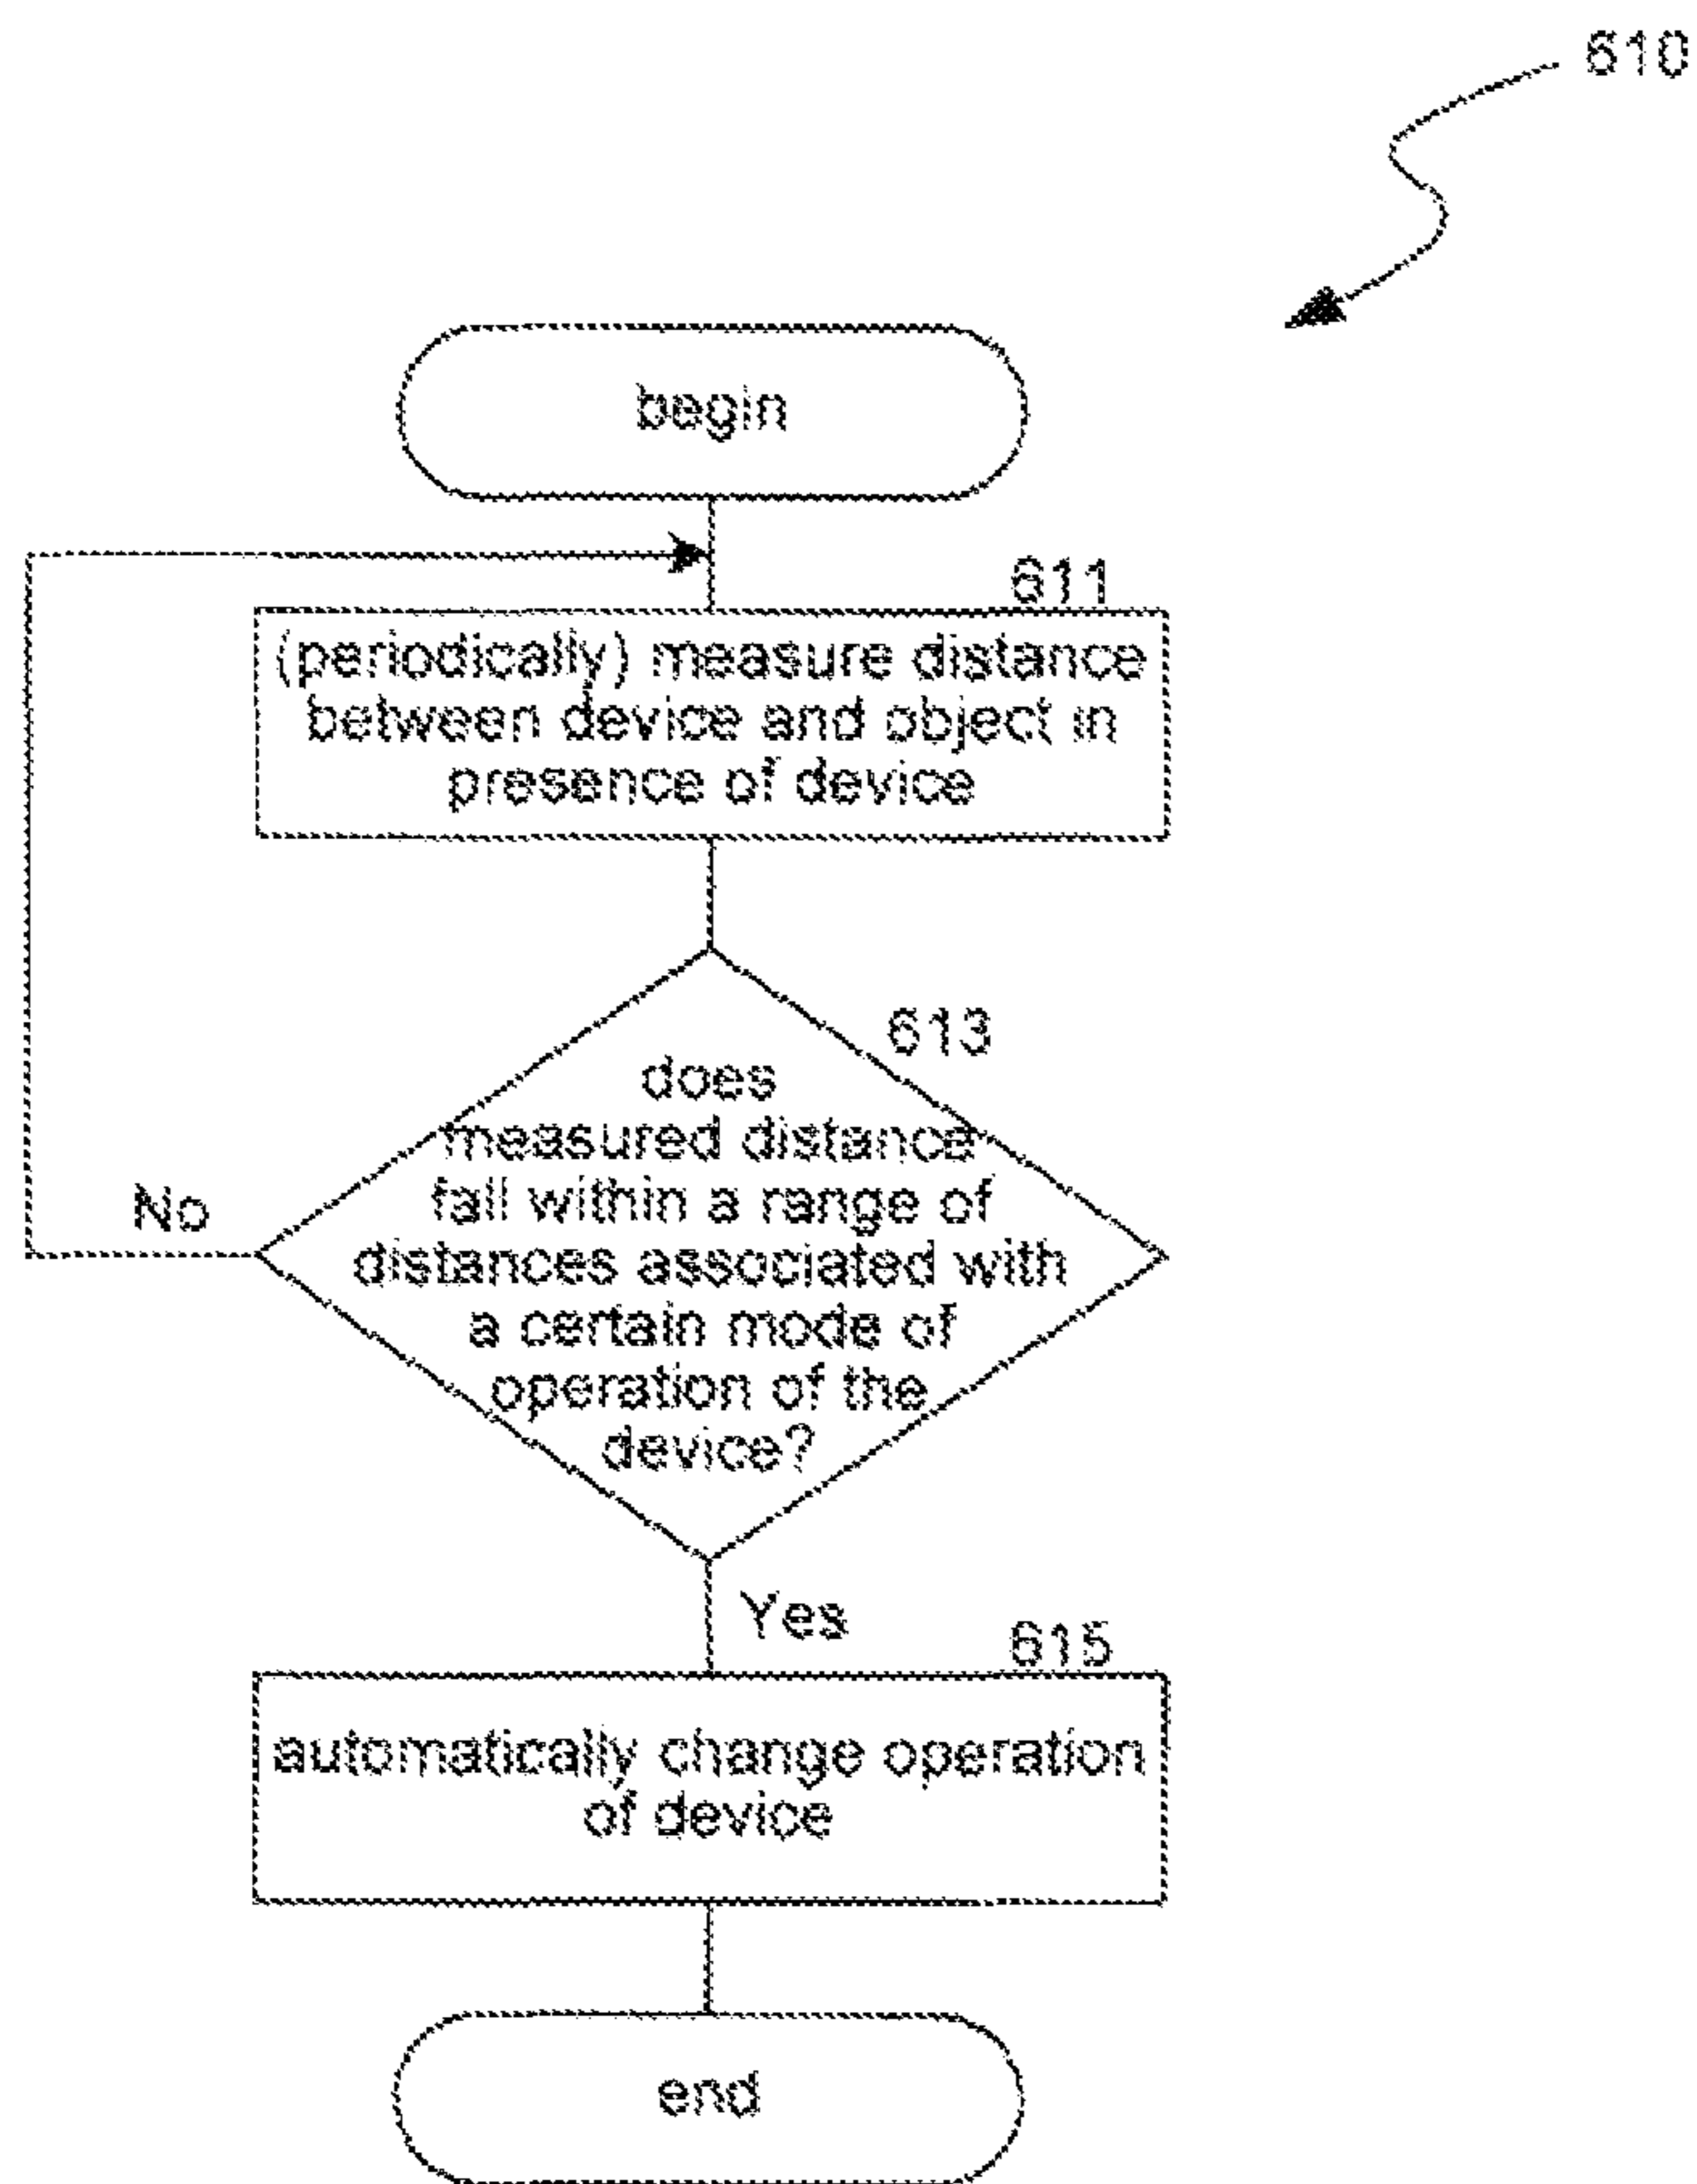 610
begin
611
(periodically) measure distance
between device and object in
presence of device
613
does
measured distance
fall within a range of
distances associated with
a certain mode of
operation of the
device?
No
Yes
615
automatically change operation
of device
end